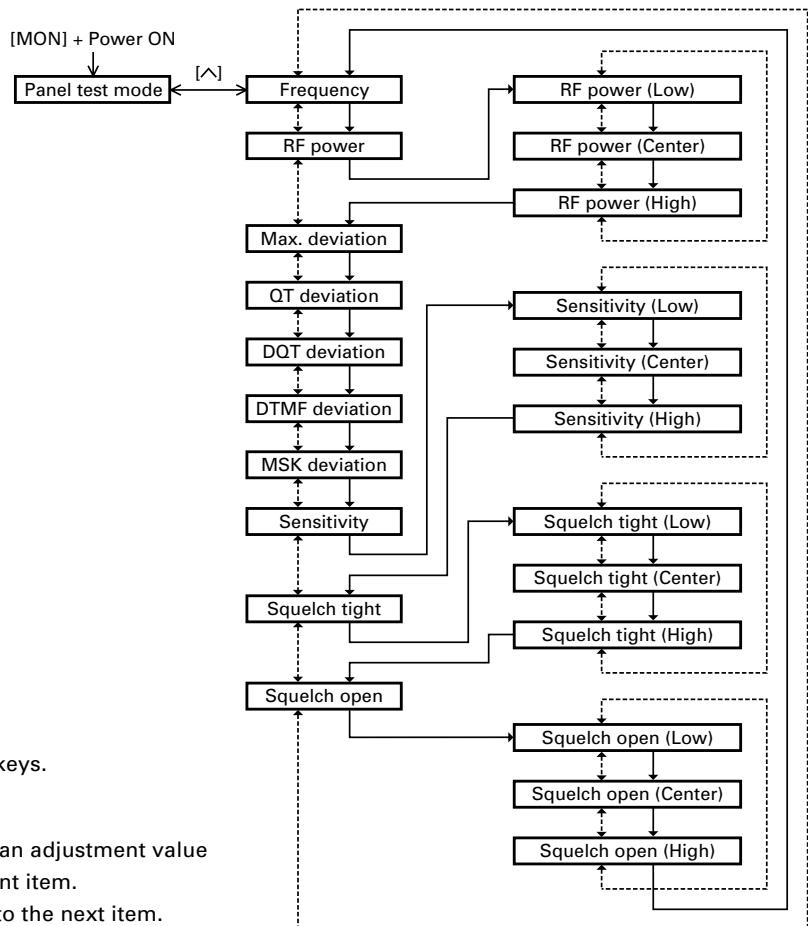 [MON] + Power ON
Panel test mode
[∧]
Frequency
RF power
Max. deviation
QT deviation
DQT deviation
DTMF deviation
MSK deviation
Sensitivity
Squelch tight
Squelch open
RF power (Low)
RF power (Center)
RF power (High)
Sensitivity (Low)
Sensitivity (Center)
Sensitivity (High)
Squelch tight (Low)
Squelch tight (Center)
Squelch tight (High)
Squelch open (Low)
Squelch open (Center)
Squelch open (High)
keys.
an adjustment value
nt item.
to the next item.